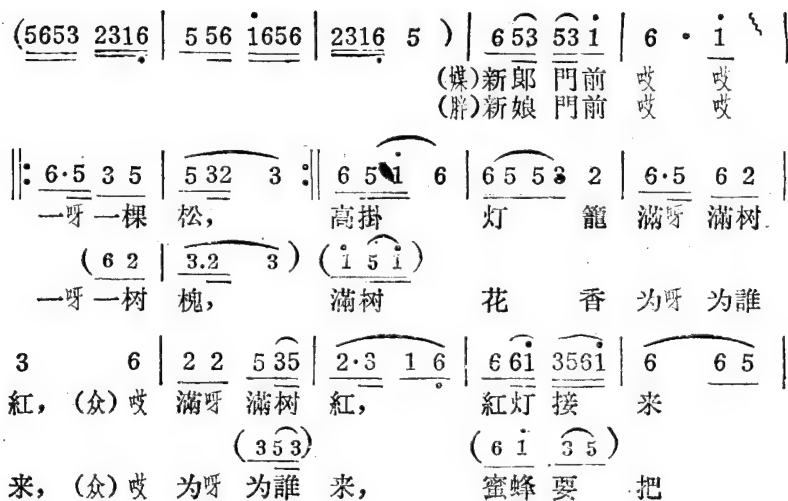 (5653 2316 | 5 56 1656 | 2316 5 ) | 6 53 53 1 | 6 · 1 |
(媒)新郎 門前 哎 哎
(胖)新娘 門前 哎 哎
‖: 6·5 3 5 | 5 32 3 :‖ 6 5 1 6 | 65 53 2 | 6·5 6 2 |
一呀 一棵 松， 高掛 灯 籠 滿呀 滿树
( 6 2 | 3.2 3 ) ( 1 5 1 )
一呀 一树 槐， 滿树 花 香 为呀 为誰
3 6 | 2 2 5 35 | 2·3 1 6 | 6 61 3561 | 6 6 5 |
紅，(众)哎 滿呀 滿树 紅， 紅灯 接 来
( 3 5 3 ) ( 6 1 3 5 )
来，(众)哎 为呀 为誰 来， 蜜蜂 要 把